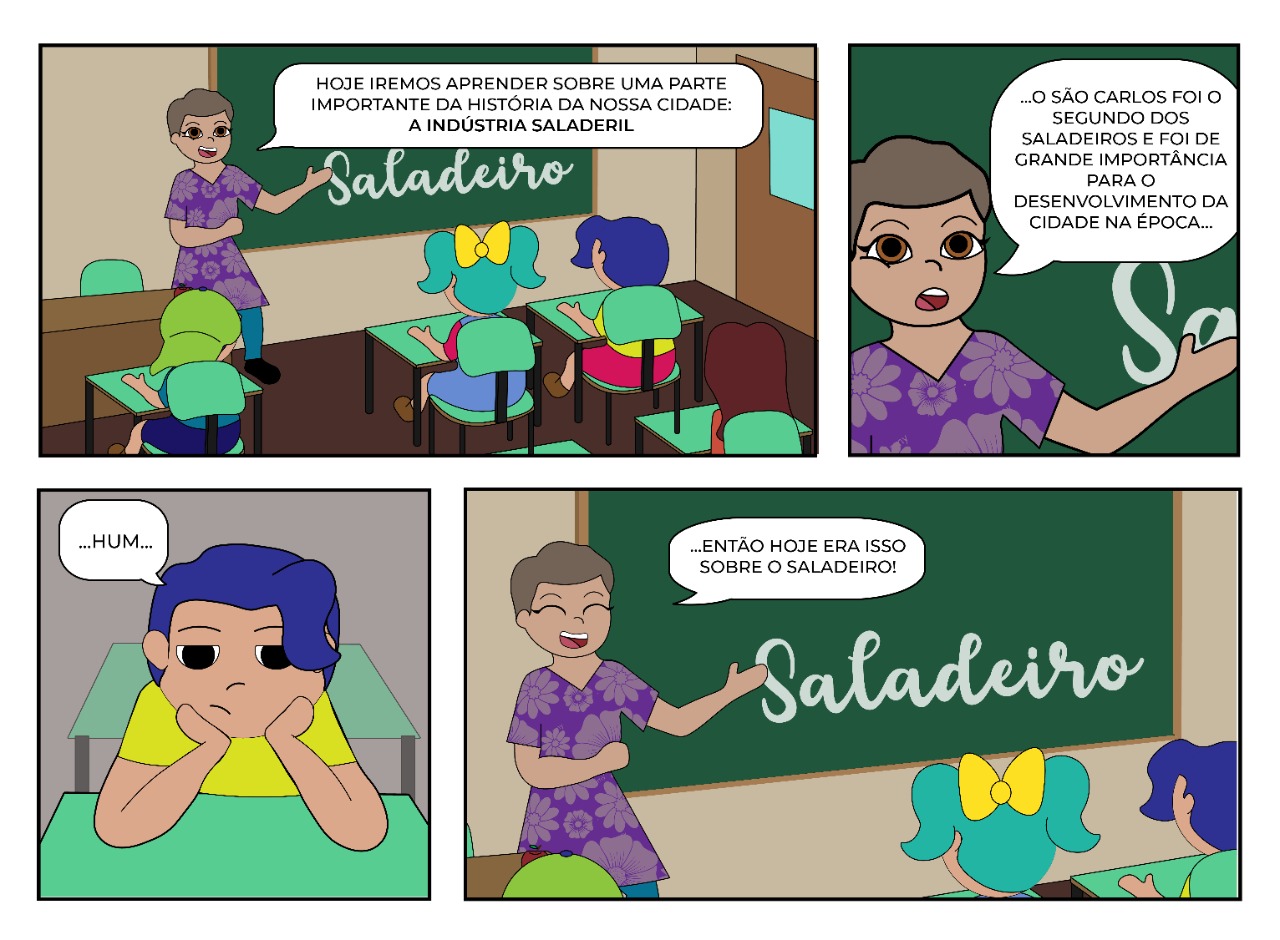 HOJE IREMOS APRENDER SOBRE UMA PARTE
IMPORTANTE DA HISTÓRIA DA NOSSA CIDADE:
A INDÚSTRIA SALADERIL
Saladeiro
...O SÃO CARLOS FOI O
SEGUNDO DOS
SALADEIROS E FOI DE
GRANDE IMPORTÂNCIA
PARA O
DESENVOLVIMENTO DA
CIDADE NA ÉPOCA...
Sa
...HUM...
...ENTÃO HOJE ERA ISSO
SOBRE O SALADEIRO!
Saladeiro